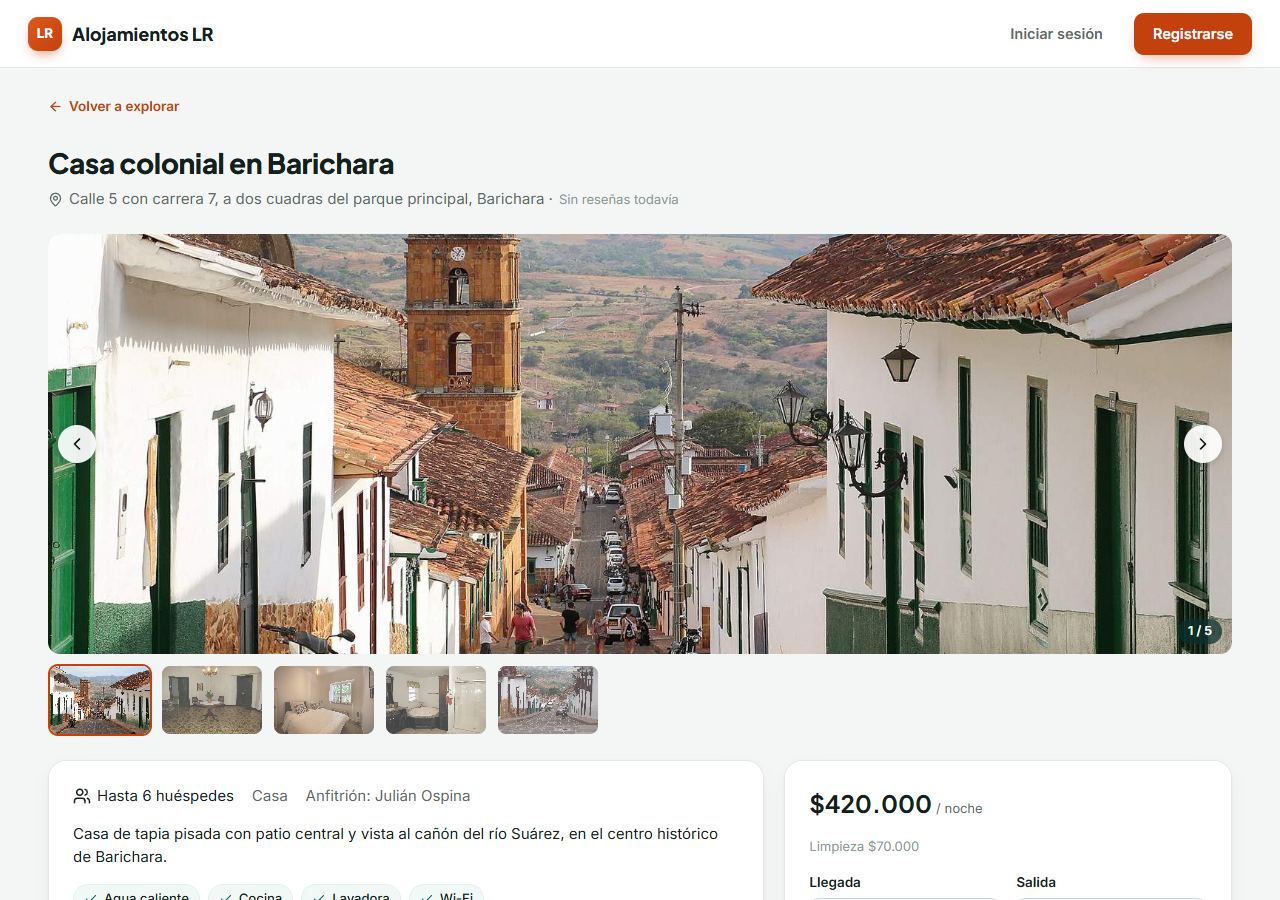 LR
Alojamientos LR
Iniciar sesión
Registrarse
Volver a explorar
Casa colonial en Barichara
Calle 5 con carrera 7, a dos cuadras del parque principal, Barichara · Sin reseñas todavía
1 / 5
Hasta 6 huéspedes Casa Anfitrión: Julián Ospina
Casa de tapia pisada con patio central y vista al cañón del río Suárez, en el centro histórico
de Barichara.
Agua caliente
Cocina
Lavadora
Wi-Fi
$420.000 / noche
Limpieza $70.000
Llegada
Salida